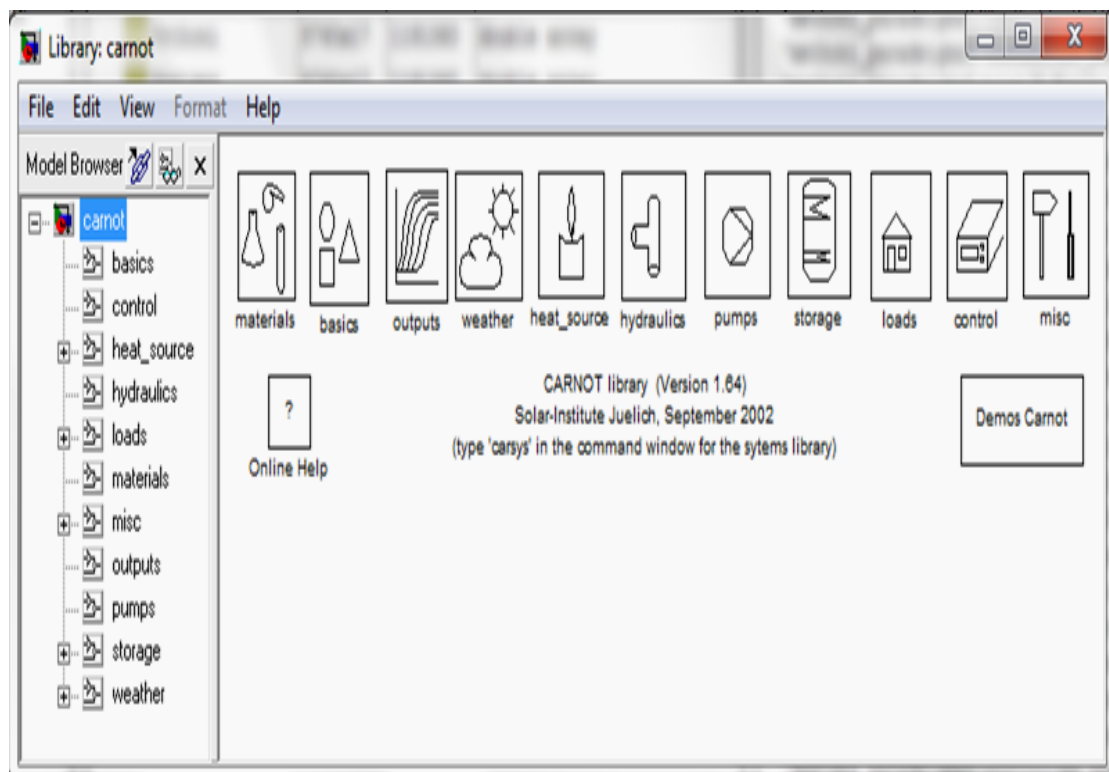 Library: carnot
File Edit View Format Help
Model Browser
carnot
basics
control
heat_source
hydraulics
loads
materials
misc
outputs
pumps
storage
weather
materials basics outputs weather heat_source hydraulics pumps storage loads control misc
?
Online Help
CARNOT library (Version 1.64)
Solar-Institute Juelich, September 2002
(type 'carsys' in the command window for the sytems library)
Demos Carnot